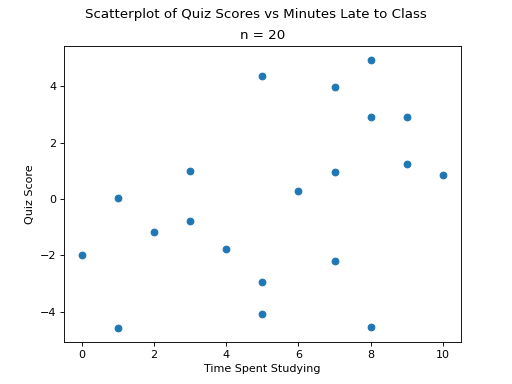 Scatterplot of Quiz Scores vs Minutes Late to Class
n = 20
4
2
0
−2
−4
Quiz Score
0 2 4 6 8 10
Time Spent Studying